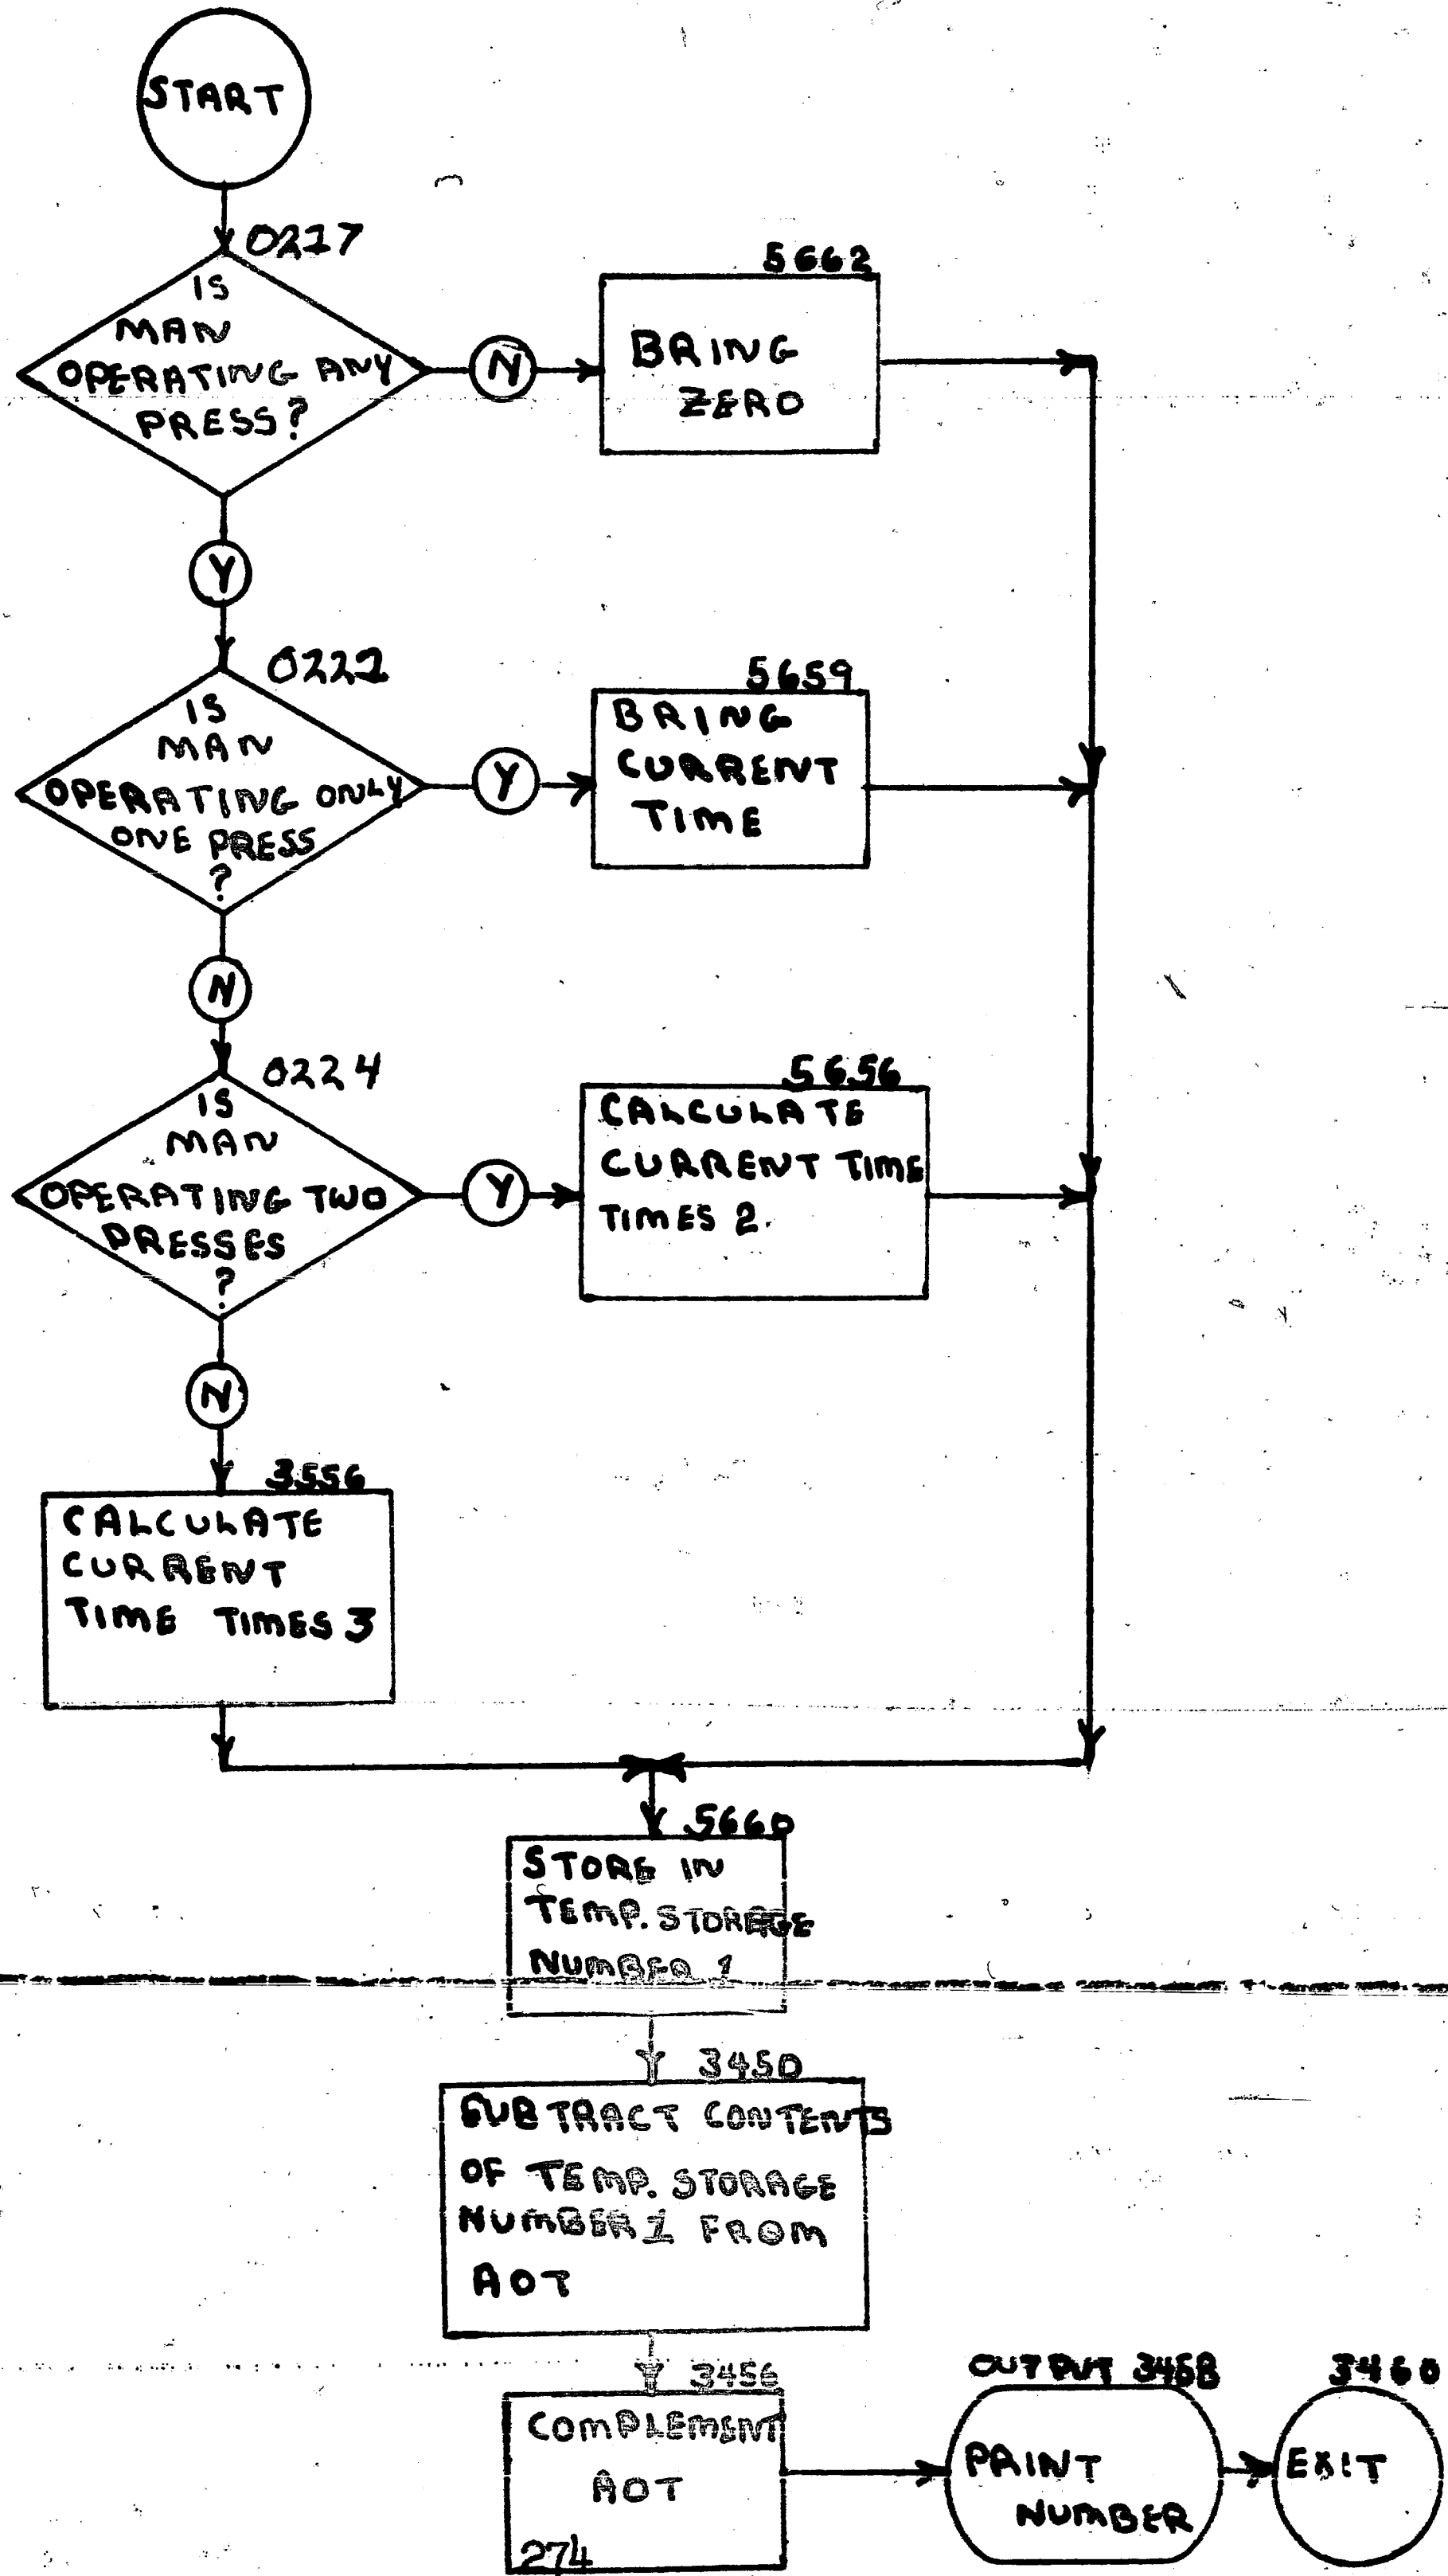 START
0217
IS
MAN
OPERATING ANY
PRESS?
N
5662
BRING
ZERO
Y
0221
IS
MAN
OPERATING ONLY
ONE PRESS
?
Y
5659
BRING
CURRENT
TIME
N
0224
IS
MAN
OPERATING TWO
PRESSES
?
Y
5656
CALCULATE
CURRENT TIME
TIMES 2.
N
3556
CALCULATE
CURRENT
TIME TIMES 3
5660
STORE IN
TEMP. STORAGE
NUMBER 1
3450
SUBTRACT CONTENTS
OF TEMP. STORAGE
NUMBER 1 FROM
AOT
3456
COMPLEMENT
AOT
274
OUTPUT 3458
PRINT
NUMBER
3460
EXIT